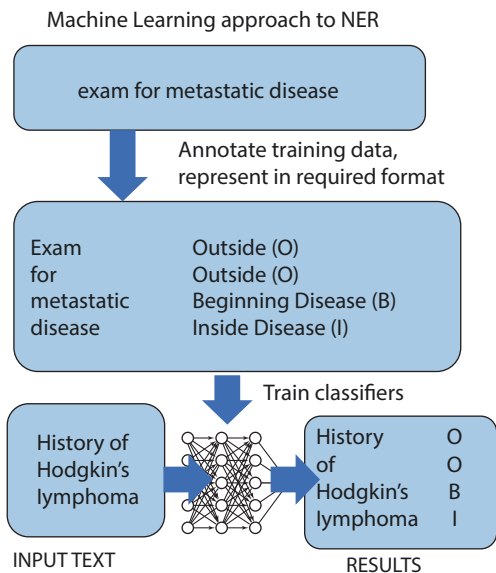 Machine Learning approach to NER
exam for metastatic disease
Annotate training data,
represent in required format
Exam Outside (O)
for Outside (O)
metastatic Beginning Disease (B)
disease Inside Disease (I)
Train classifiers
History of
Hodgkin's
lymphoma
INPUT TEXT
History O
of O
Hodgkin's B
lymphoma I
RESULTS